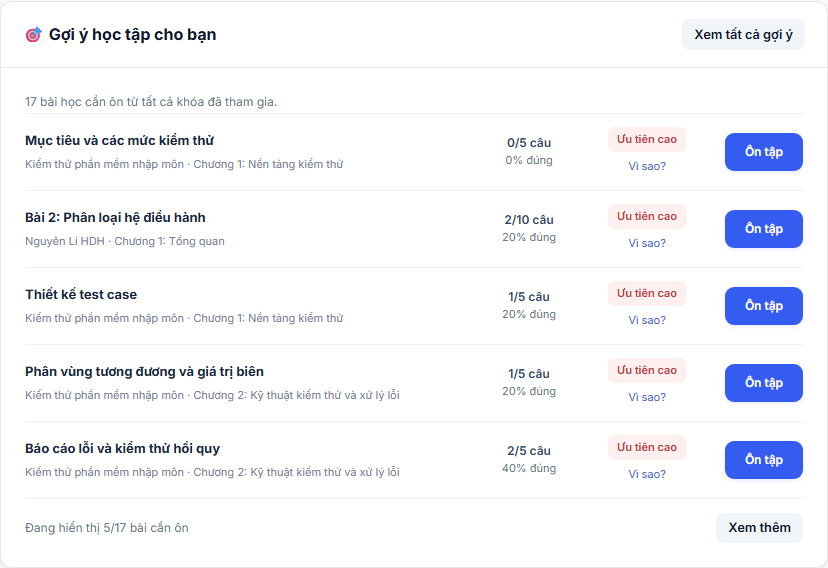 Gợi ý học tập cho bạn
Xem tất cả gợi ý
17 bài học cần ôn từ tất cả khóa đã tham gia.
Mục tiêu và các mức kiểm thử
Kiểm thử phần mềm nhập môn · Chương 1: Nền tảng kiểm thử
0/5 câu
0% đúng
Ưu tiên cao
Vì sao?
Ôn tập
Bài 2: Phân loại hệ điều hành
Nguyên Lí HDH · Chương 1: Tổng quan
2/10 câu
20% đúng
Ưu tiên cao
Vì sao?
Ôn tập
Thiết kế test case
Kiểm thử phần mềm nhập môn · Chương 1: Nền tảng kiểm thử
1/5 câu
20% đúng
Ưu tiên cao
Vì sao?
Ôn tập
Phân vùng tương đương và giá trị biên
Kiểm thử phần mềm nhập môn · Chương 2: Kỹ thuật kiểm thử và xử lý lỗi
1/5 câu
20% đúng
Ưu tiên cao
Vì sao?
Ôn tập
Báo cáo lỗi và kiểm thử hồi quy
Kiểm thử phần mềm nhập môn · Chương 2: Kỹ thuật kiểm thử và xử lý lỗi
2/5 câu
40% đúng
Ưu tiên cao
Vì sao?
Ôn tập
Đang hiển thị 5/17 bài cần ôn
Xem thêm